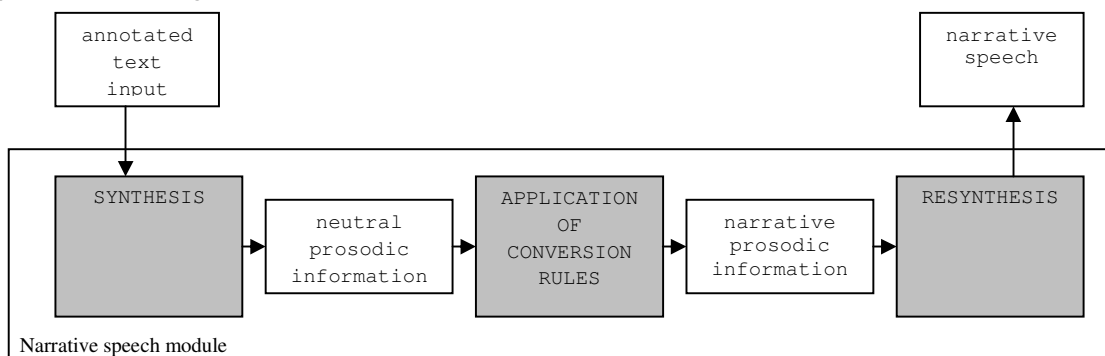 annotated
text
input
narrative
speech
SYNTHESIS
neutral
prosodic
information
APPLICATION
OF
CONVERSION
RULES
narrative
prosodic
information
RESYNTHESIS
Narrative speech module